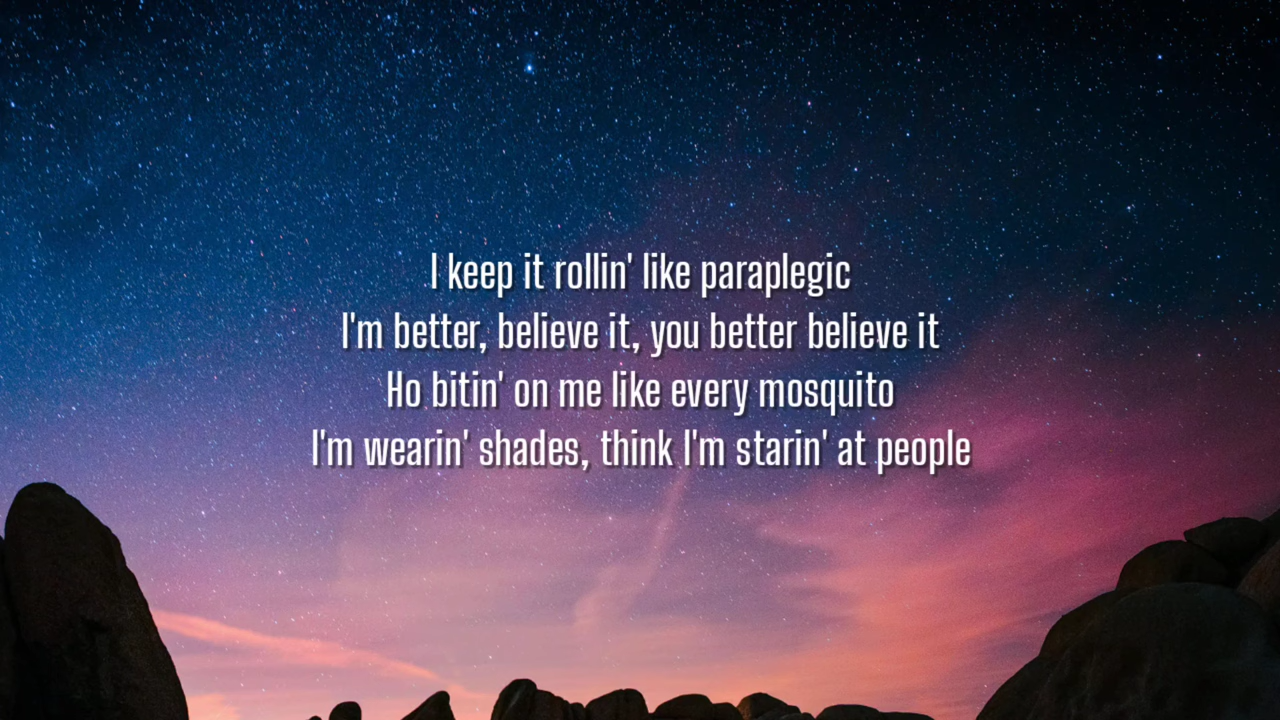 I keep it rollin' like paraplegic
I'm better, believe it, you better believe it
Ho bitin' on me like every mosquito
I'm wearin' shades, think I'm starin' at people